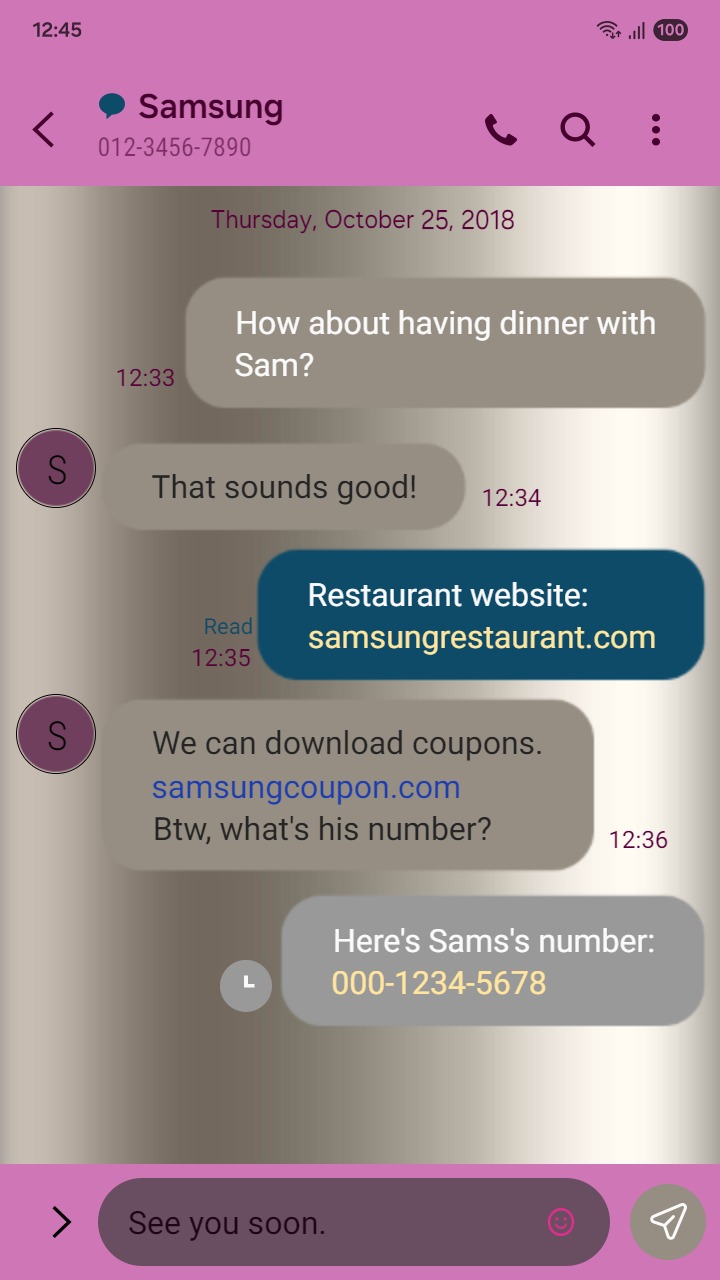 12:45
100
Samsung
012-3456-7890
Thursday, October 25, 2018
How about having dinner with
Sam?
12:33
S
That sounds good!
12:34
Restaurant website:
samsungrestaurant.com
Read
12:35
S
We can download coupons.
samsungcoupon.com
Btw, what's his number?
12:36
Here's Sams's number:
000-1234-5678
See you soon.